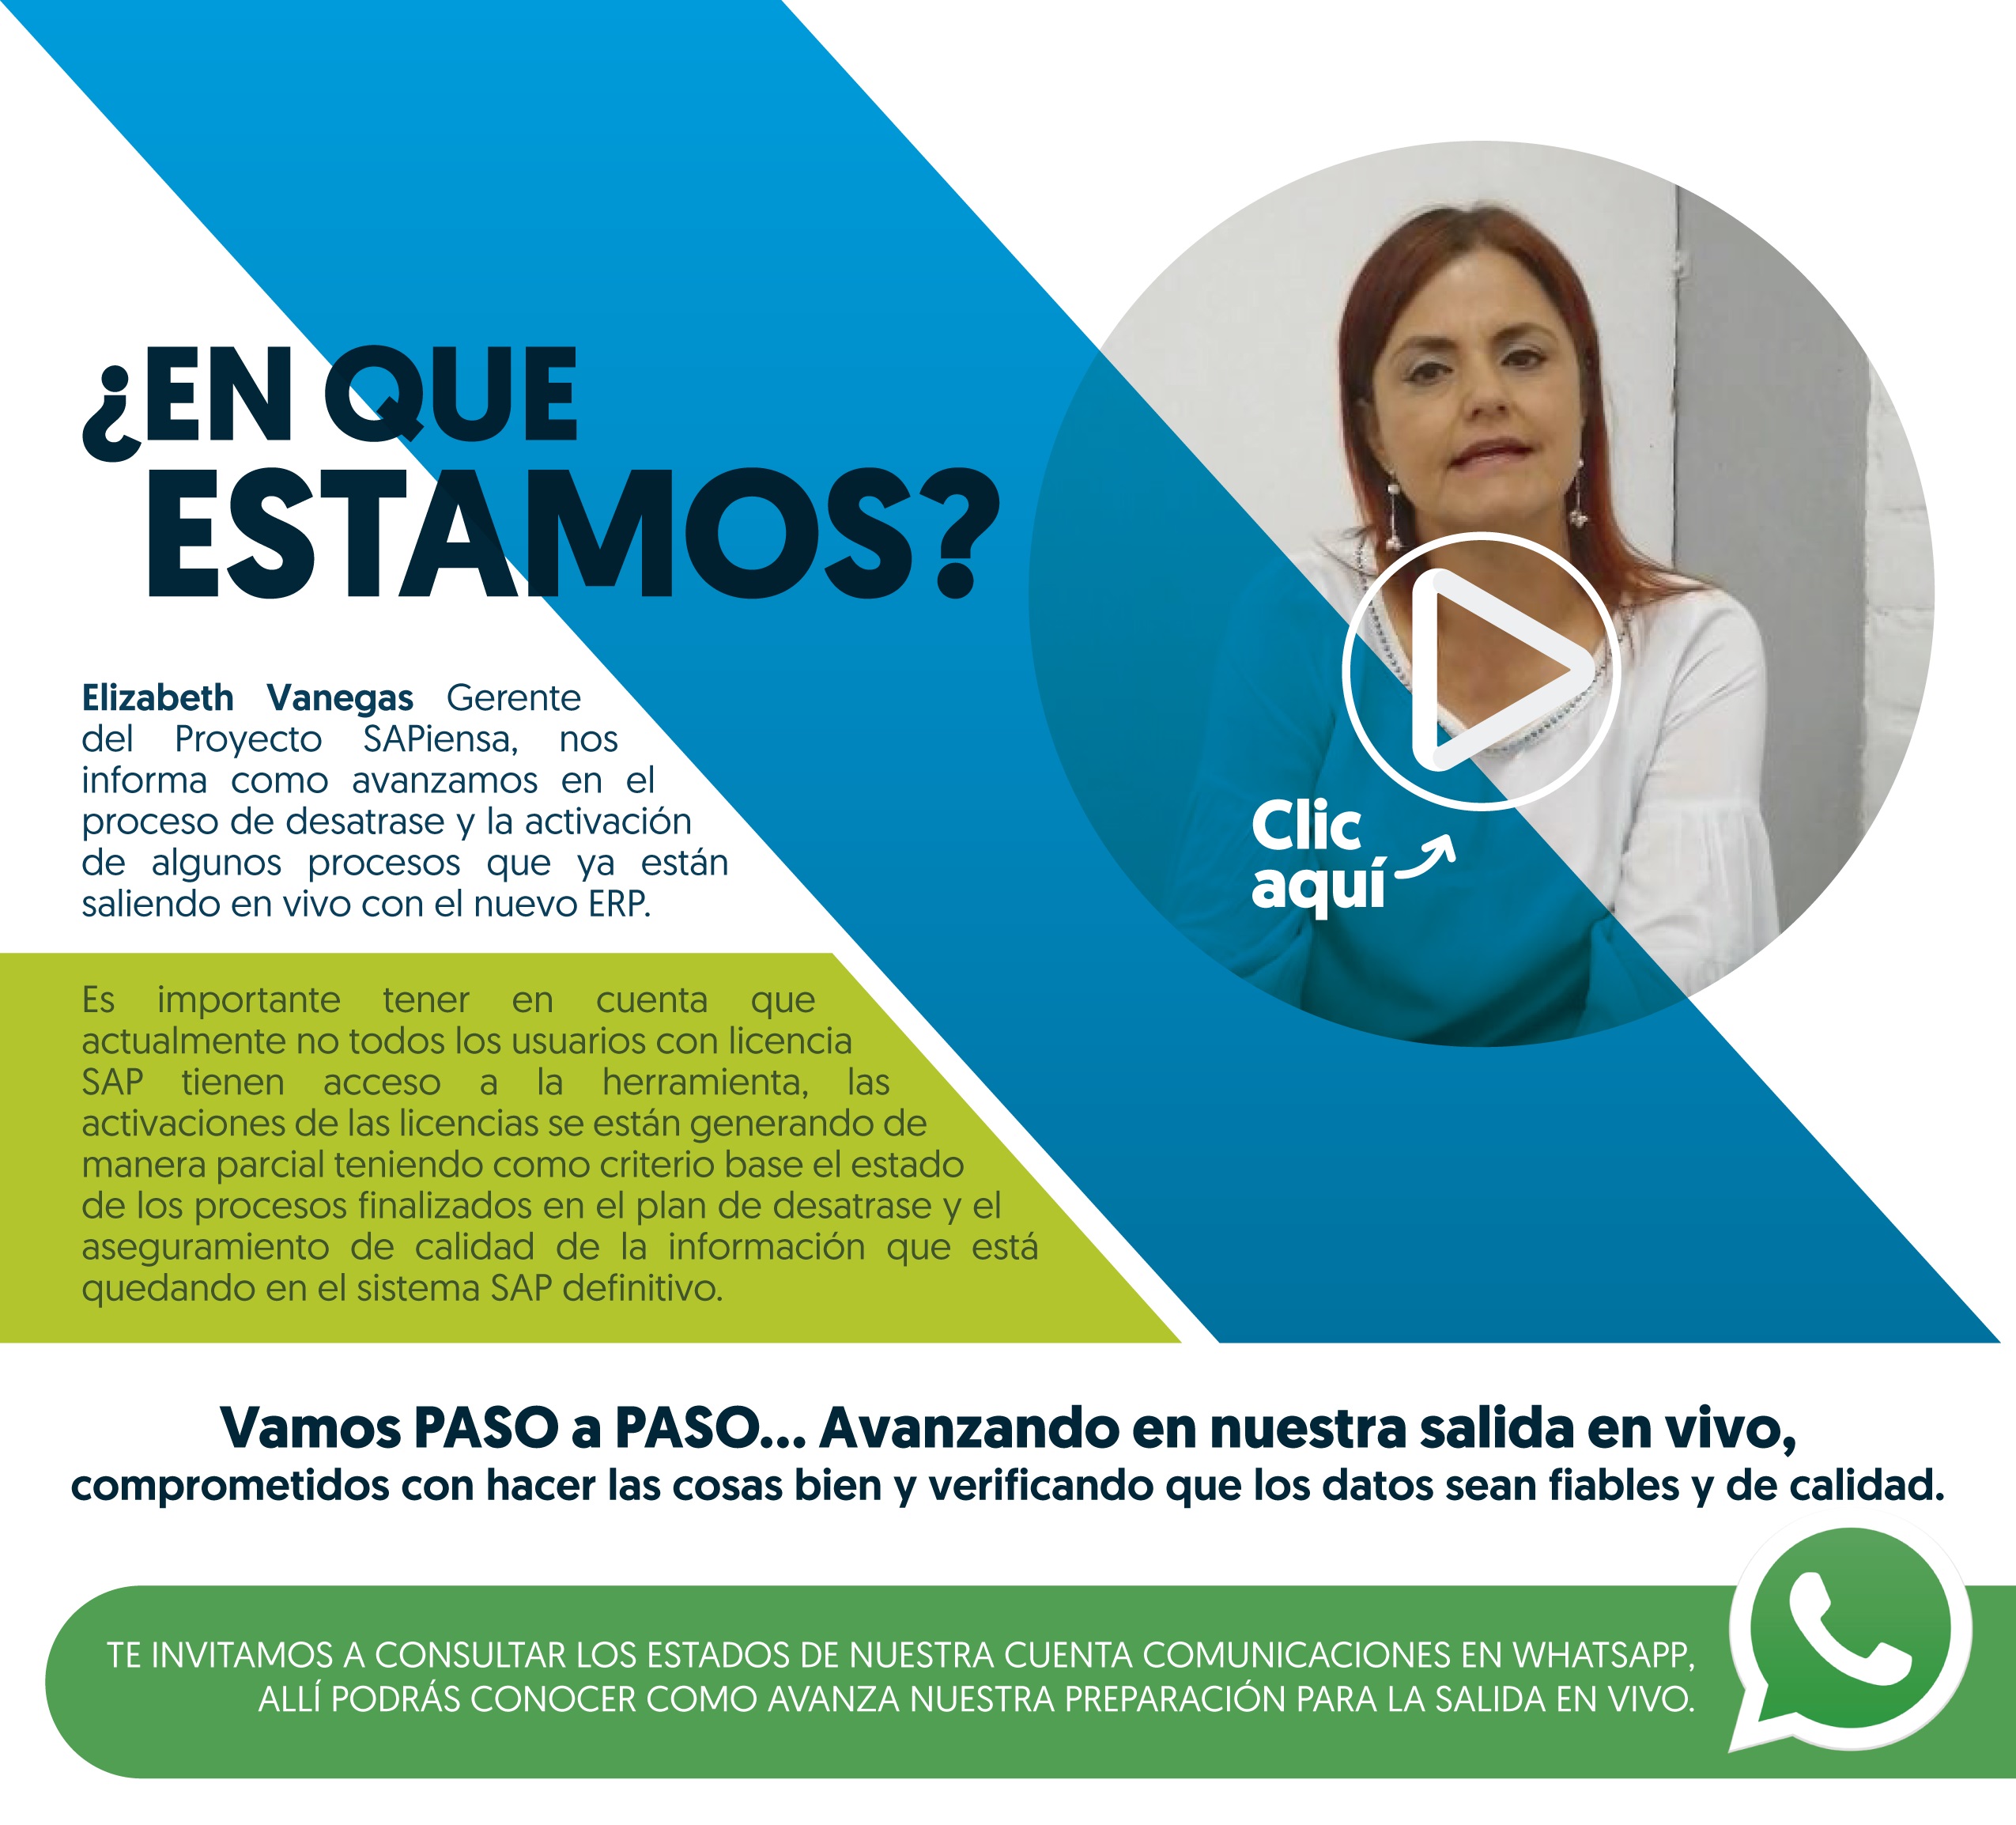 ¿EN QUE
ESTAMOS?
Elizabeth Vanegas Gerente
del Proyecto SAPiensa, nos
informa como avanzamos en el
proceso de desatrase y la activación
de algunos procesos que ya están
saliendo en vivo con el nuevo ERP.
Clic
aquí
Es importante tener en cuenta que
actualmente no todos los usuarios con licencia
SAP tienen acceso a la herramienta, las
activaciones de las licencias se están generando de
manera parcial teniendo como criterio base el estado
de los procesos finalizados en el plan de desatrase y el
aseguramiento de calidad de la información que está
quedando en el sistema SAP definitivo.
Vamos PASO a PASO... Avanzando en nuestra salida en vivo,
comprometidos con hacer las cosas bien y verificando que los datos sean fiables y de calidad.
TE INVITAMOS A CONSULTAR LOS ESTADOS DE NUESTRA CUENTA COMUNICACIONES EN WHATSAPP,
ALLÍ PODRÁS CONOCER COMO AVANZA NUESTRA PREPARACIÓN PARA LA SALIDA EN VIVO.